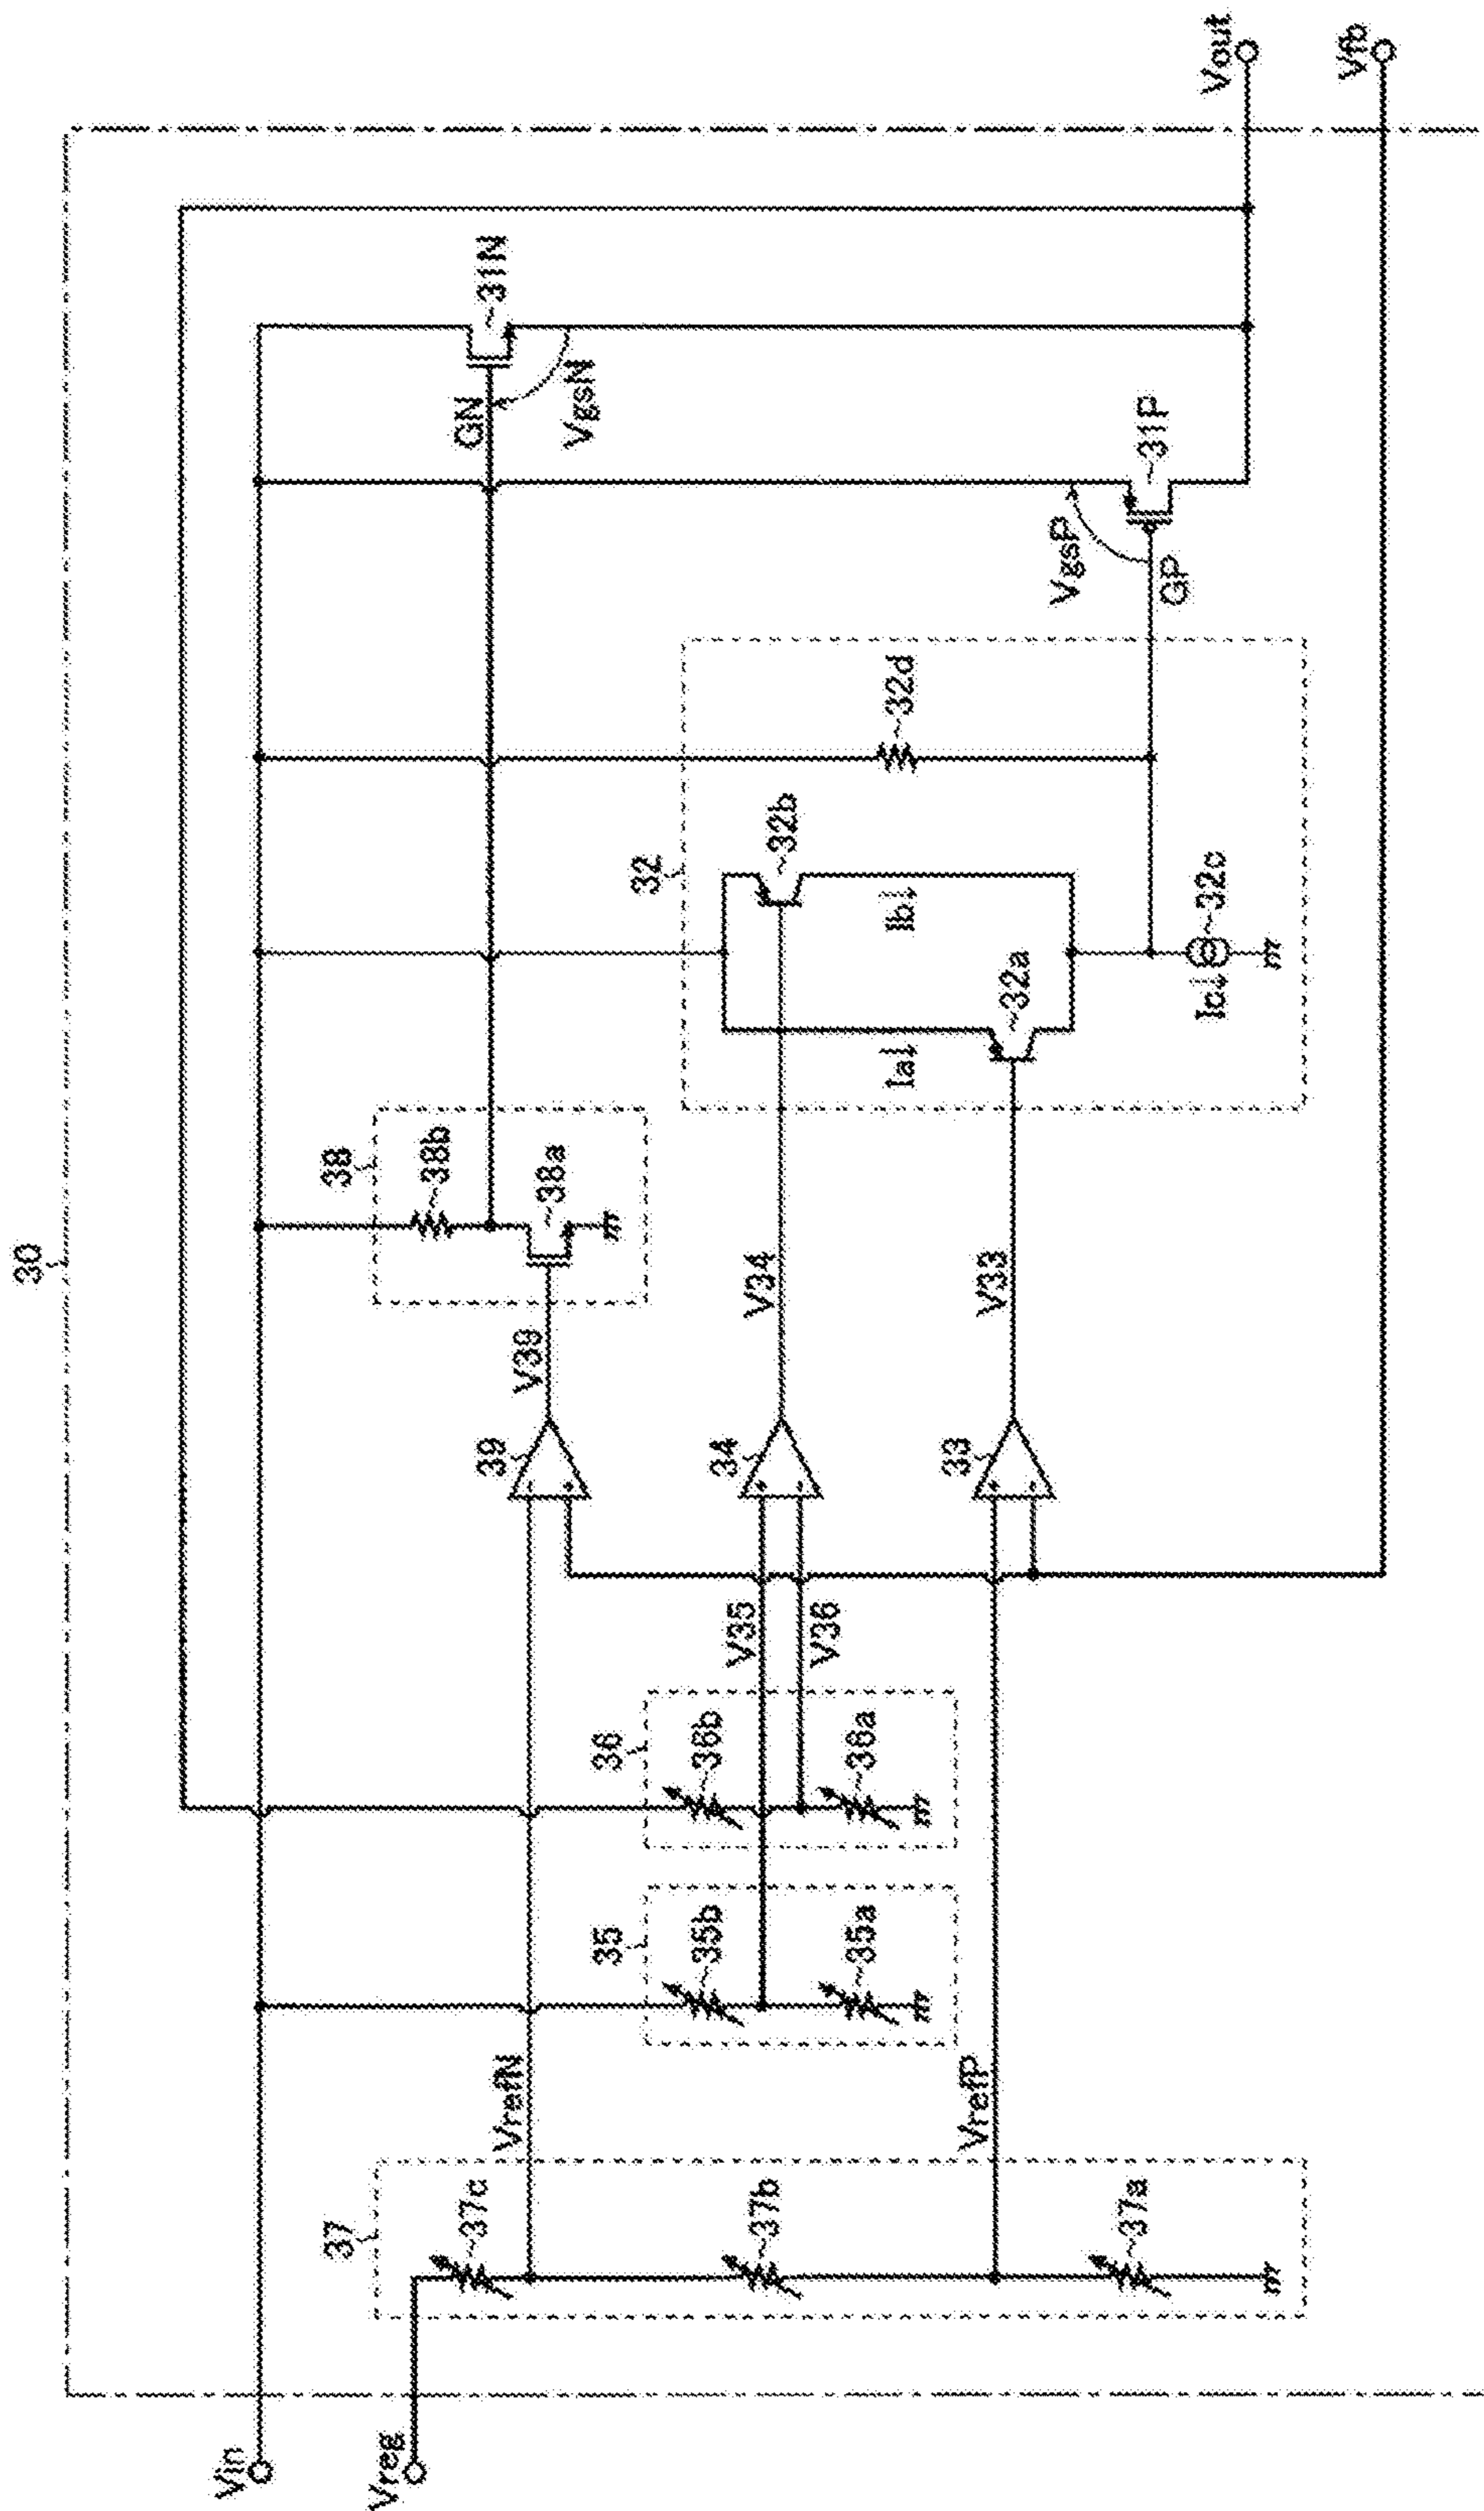 30
Vin
Vreg
37
37c
37b
37a
VrefN
VrefP
35
35b
35a
36
36b
36a
V35
V36
39
34
33
V39
V34
V33
38
38b
38a
32
32a
32b
32c
32d
Ia↓
Ib↓
Ic↓
GN
VgsN
31N
VgsP
GP
31P
Vout
Vfb